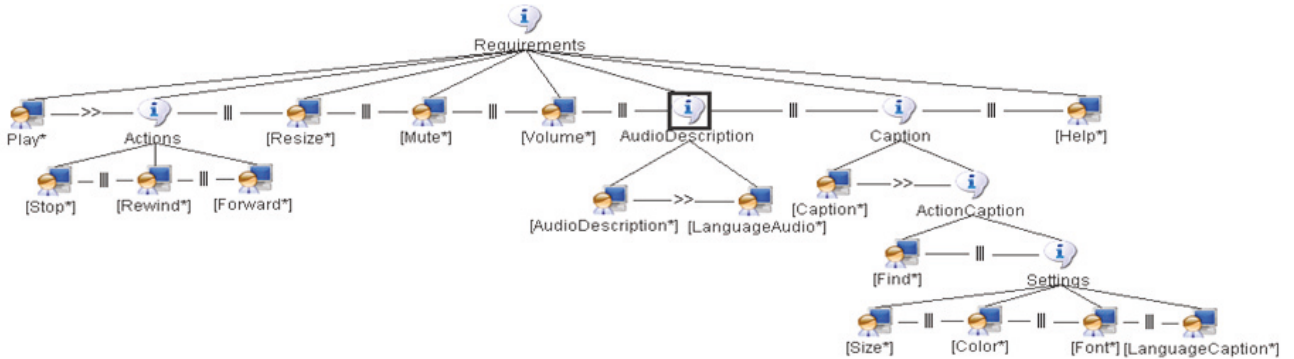 Requirements
>> ||| ||| ||| ||| ||| |||
Play* Actions [Resize*] [Mute*] [Volume*] AudioDescription Caption [Help*]
||| ||| >> >>
[Stop*] [Rewind*] [Forward*] [AudioDescription*] [LanguageAudio*] [Caption*] ActionCaption
|||
[Find*] Settings
||| ||| |||
[Size*] [Color*] [Font*] [LanguageCaption*]